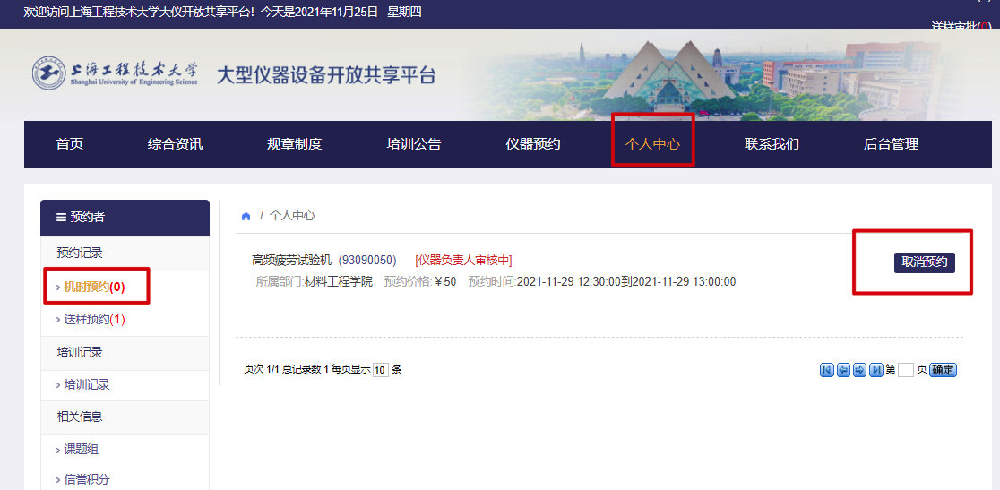 欢迎访问上海工程技术大学大仪开放共享平台！今天是2021年11月25日 星期四
送样审批(0)
上海工程技术大学
Shanghai University of Engineering Science
大型仪器设备开放共享平台
首页 综合资讯 规章制度 培训公告 仪器预约 个人中心 联系我们 后台管理
预约者
预约记录
机时预约(0)
送样预约(1)
培训记录
培训记录
相关信息
课题组
信誉积分
/ 个人中心
高频疲劳试验机 (93090050) [仪器负责人审核中]
取消预约
所属部门:材料工程学院 预约价格:￥50 预约时间:2021-11-29 12:30:00到2021-11-29 13:00:00
页次 1/1 总记录数 1 每页显示 10 条
第 页 确定